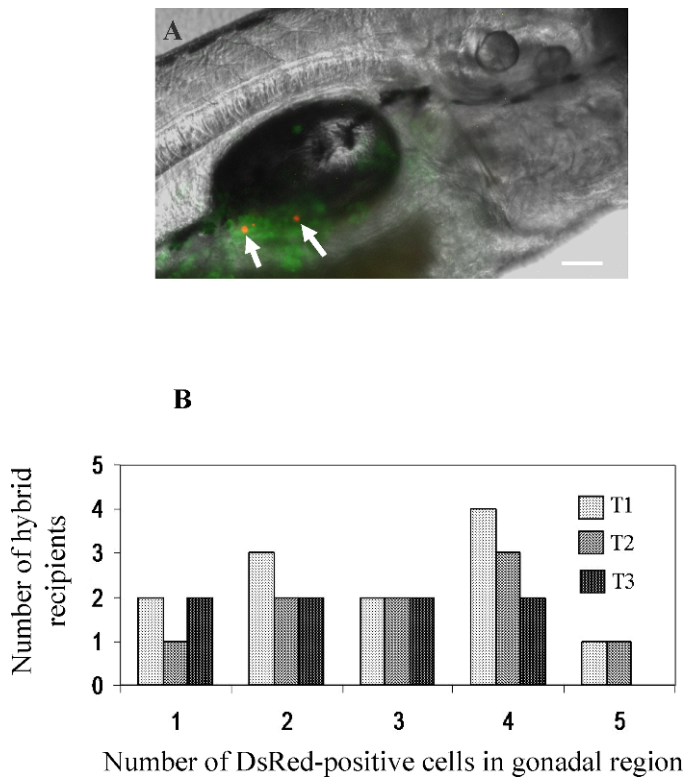 A
B
Number of hybrid
recipients
5
4
3
2
1
0
T1
T2
T3
1 2 3 4 5
Number of DsRed-positive cells in gonadal region